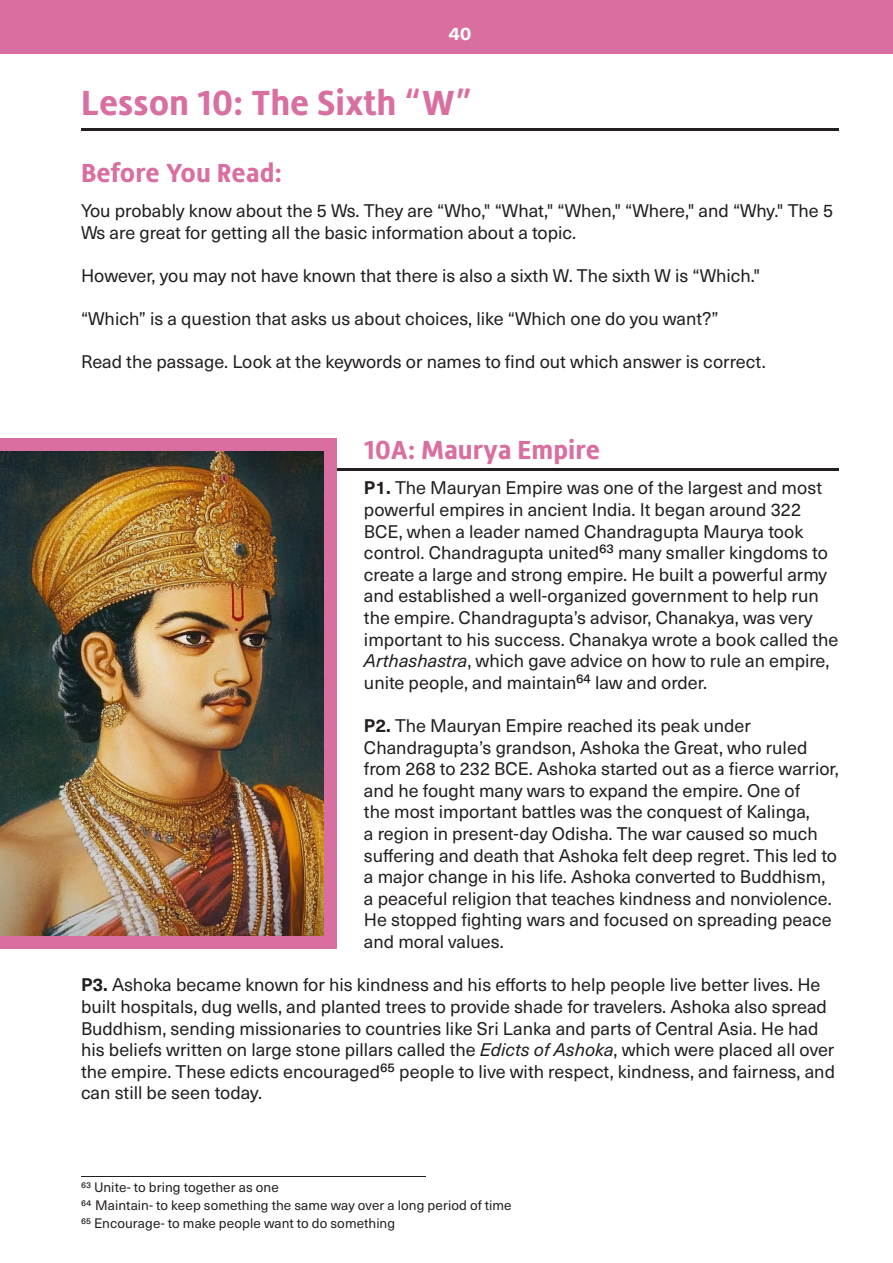 40
Lesson 10: The Sixth “W”
Before You Read:
You probably know about the 5 Ws. They are “Who," “What," “When," “Where," and “Why." The 5
Ws are great for getting all the basic information about a topic.
However, you may not have known that there is also a sixth W. The sixth W is “Which."
“Which” is a question that asks us about choices, like “Which one do you want?”
Read the passage. Look at the keywords or names to find out which answer is correct.
10A: Maurya Empire
P1. The Mauryan Empire was one of the largest and most
powerful empires in ancient India. It began around 322
BCE, when a leader named Chandragupta Maurya took
control. Chandragupta united⁶³ many smaller kingdoms to
create a large and strong empire. He built a powerful army
and established a well-organized government to help run
the empire. Chandragupta’s advisor, Chanakya, was very
important to his success. Chanakya wrote a book called the
Arthashastra, which gave advice on how to rule an empire,
unite people, and maintain⁶⁴ law and order.
P2. The Mauryan Empire reached its peak under
Chandragupta’s grandson, Ashoka the Great, who ruled
from 268 to 232 BCE. Ashoka started out as a fierce warrior,
and he fought many wars to expand the empire. One of
the most important battles was the conquest of Kalinga,
a region in present-day Odisha. The war caused so much
suffering and death that Ashoka felt deep regret. This led to
a major change in his life. Ashoka converted to Buddhism,
a peaceful religion that teaches kindness and nonviolence.
He stopped fighting wars and focused on spreading peace
and moral values.
P3. Ashoka became known for his kindness and his efforts to help people live better lives. He
built hospitals, dug wells, and planted trees to provide shade for travelers. Ashoka also spread
Buddhism, sending missionaries to countries like Sri Lanka and parts of Central Asia. He had
his beliefs written on large stone pillars called the Edicts of Ashoka, which were placed all over
the empire. These edicts encouraged⁶⁵ people to live with respect, kindness, and fairness, and
can still be seen today.
⁶³ Unite- to bring together as one
⁶⁴ Maintain- to keep something the same way over a long period of time
⁶⁵ Encourage- to make people want to do something